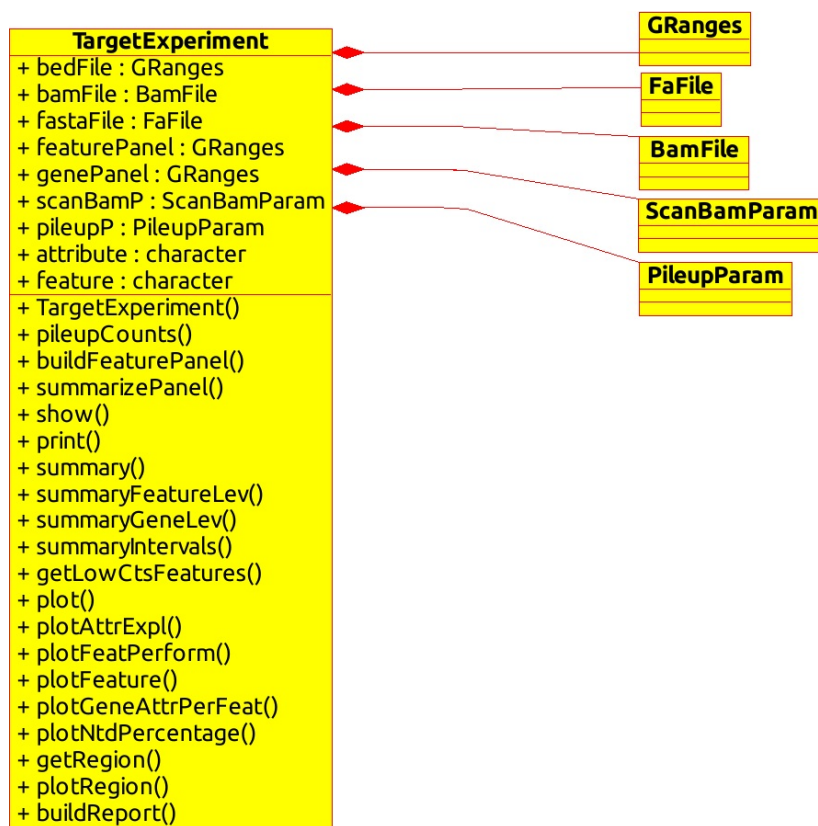 TargetExperiment
+ bedFile : GRanges
+ bamFile : BamFile
+ fastaFile : FaFile
+ featurePanel : GRanges
+ genePanel : GRanges
+ scanBamP : ScanBamParam
+ pileupP : PileupParam
+ attribute : character
+ feature : character
+ TargetExperiment()
+ pileupCounts()
+ buildFeaturePanel()
+ summarizePanel()
+ show()
+ print()
+ summary()
+ summaryFeatureLev()
+ summaryGeneLev()
+ summaryIntervals()
+ getLowCtsFeatures()
+ plot()
+ plotAttrExpl()
+ plotFeatPerform()
+ plotFeature()
+ plotGeneAttrPerFeat()
+ plotNtdPercentage()
+ getRegion()
+ plotRegion()
+ buildReport()
GRanges
FaFile
BamFile
ScanBamParam
PileupParam